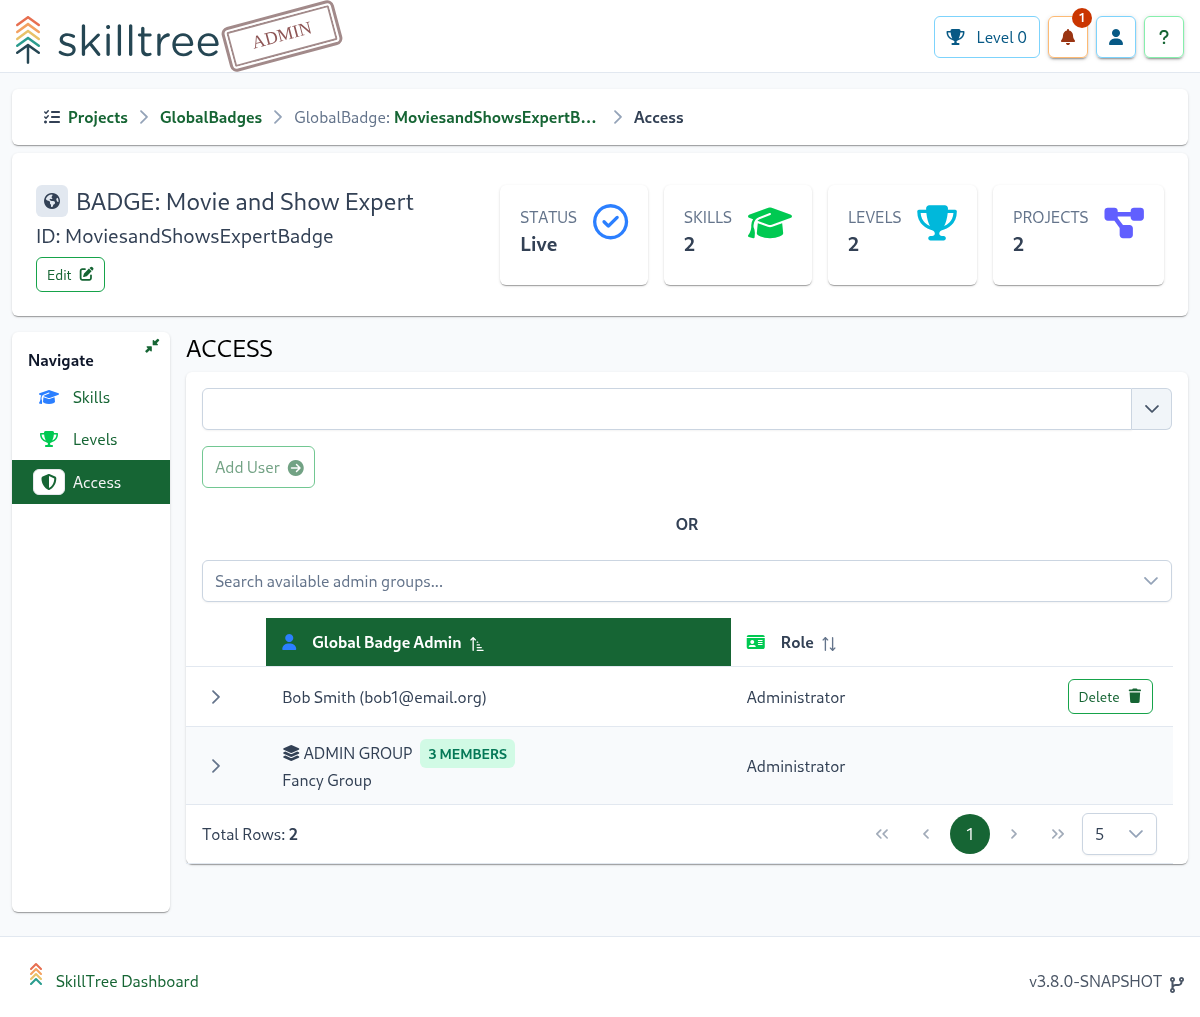 skilltree
ADMIN
Level 0
1
?
Projects
GlobalBadges
GlobalBadge: MoviesandShowsExpertB...
Access
BADGE: Movie and Show Expert
ID: MoviesandShowsExpertBadge
Edit
STATUS
Live
SKILLS
2
LEVELS
2
PROJECTS
2
Navigate
Skills
Levels
Access
ACCESS
Add User
OR
Search available admin groups...
Global Badge Admin
Role
Bob Smith (bob1@email.org)
Administrator
Delete
ADMIN GROUP 3 MEMBERS
Fancy Group
Administrator
Total Rows: 2
1
5
SkillTree Dashboard
v3.8.0-SNAPSHOT